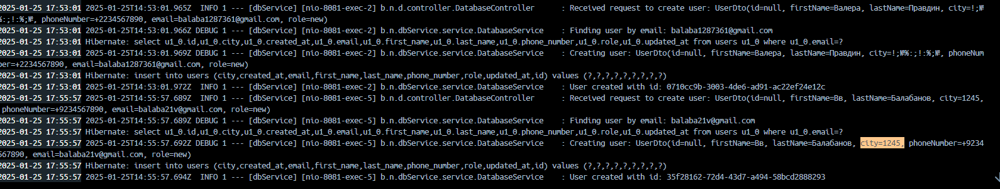 2025-01-25 17:53:01 2025-01-25T14:53:01.965Z  INFO 1 --- [dbService] [nio-8081-exec-2] b.n.d.controller.DatabaseController      : Received request to create user: UserDto(id=null, firstName=Валера, lastName=Правдин, city=!;№
%:;!:%;№, phoneNumber=+2234567890, email=balaba1287361@gmail.com, role=new)
2025-01-25 17:53:01 2025-01-25T14:53:01.966Z DEBUG 1 --- [dbService] [nio-8081-exec-2] b.n.dbService.service.DatabaseService    : Finding user by email: balaba1287361@gmail.com
2025-01-25 17:53:01 Hibernate: select u1_0.id,u1_0.city,u1_0.created_at,u1_0.email,u1_0.first_name,u1_0.last_name,u1_0.phone_number,u1_0.role,u1_0.updated_at from users u1_0 where u1_0.email=?
2025-01-25 17:53:01 2025-01-25T14:53:01.969Z DEBUG 1 --- [dbService] [nio-8081-exec-2] b.n.dbService.service.DatabaseService    : Creating user: UserDto(id=null, firstName=Валера, lastName=Правдин, city=!;№%:;!:%;№, phoneNum
ber=+2234567890, email=balaba1287361@gmail.com, role=new)
2025-01-25 17:53:01 Hibernate: insert into users (city,created_at,email,first_name,last_name,phone_number,role,updated_at,id) values (?,?,?,?,?,?,?,?,?)
2025-01-25 17:53:01 2025-01-25T14:53:01.972Z  INFO 1 --- [dbService] [nio-8081-exec-2] b.n.dbService.service.DatabaseService    : User created with id: 0710cc9b-3003-4de6-ad91-ac22ef24e12c
2025-01-25 17:55:57 2025-01-25T14:55:57.689Z  INFO 1 --- [dbService] [nio-8081-exec-5] b.n.d.controller.DatabaseController      : Received request to create user: UserDto(id=null, firstName=Вв, lastName=Балабанов, city=1245,
phoneNumber=+9234567890, email=balaba21v@gmail.com, role=new)
2025-01-25 17:55:57 2025-01-25T14:55:57.689Z DEBUG 1 --- [dbService] [nio-8081-exec-5] b.n.dbService.service.DatabaseService    : Finding user by email: balaba21v@gmail.com
2025-01-25 17:55:57 Hibernate: select u1_0.id,u1_0.city,u1_0.created_at,u1_0.email,u1_0.first_name,u1_0.last_name,u1_0.phone_number,u1_0.role,u1_0.updated_at from users u1_0 where u1_0.email=?
2025-01-25 17:55:57 2025-01-25T14:55:57.692Z DEBUG 1 --- [dbService] [nio-8081-exec-5] b.n.dbService.service.DatabaseService    : Creating user: UserDto(id=null, firstName=Вв, lastName=Балабанов, city=1245, phoneNumber=+9234
567890, email=balaba21v@gmail.com, role=new)
2025-01-25 17:55:57 Hibernate: insert into users (city,created_at,email,first_name,last_name,phone_number,role,updated_at,id) values (?,?,?,?,?,?,?,?,?)
2025-01-25 17:55:57 2025-01-25T14:55:57.694Z  INFO 1 --- [dbService] [nio-8081-exec-5] b.n.dbService.service.DatabaseService    : User created with id: 35f28162-72d4-43d7-a494-58bcd2888293